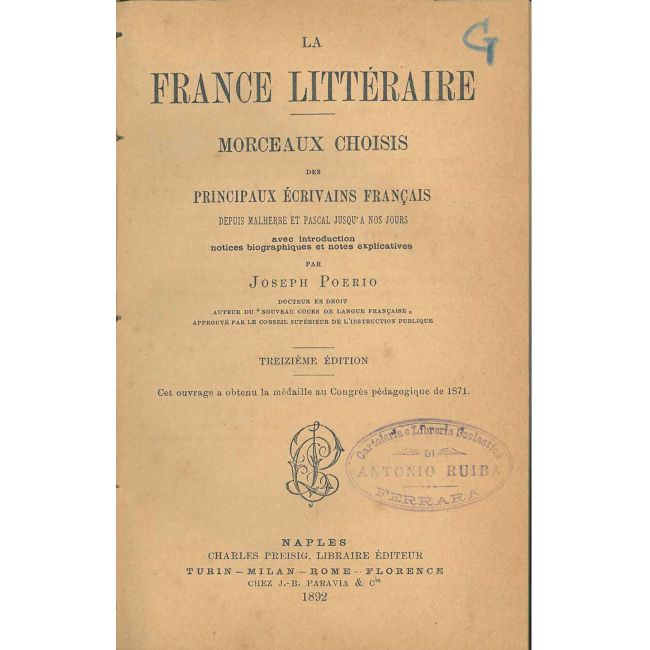 LA
G
FRANCE LITTÉRAIRE
MORCEAUX CHOISIS
DES
PRINCIPAUX ÉCRIVAINS FRANÇAIS
DEPUIS MALHERBE ET PASCAL JUSQU'A NOS JOURS
avec introduction
notices biographiques et notes explicatives
PAR
JOSEPH POERIO
DOCTEUR EN DROIT
AUTEUR DU "NOUVEAU COURS DE LANGUE FRANÇAISE„
APPROUVÉ PAR LE CONSEIL SUPÉRIEUR DE L'INSTRUCTION PUBLIQUE
TREIZIÈME ÉDITION
Cet ouvrage a obtenu la médaille au Congrès pédagogique de 1871.
Cartoleria e Libreria Scolastica
DI
ANTONIO RUIBA
FERRARA
NAPLES
CHARLES PREISIG, LIBRAIRE ÉDITEUR
TURIN – MILAN – ROME – FLORENCE
CHEZ J.-B. PARAVIA & Cie
1892